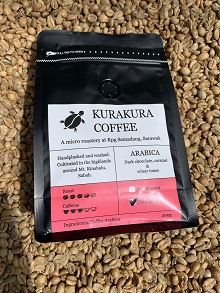 KURAKURA
COFFEE
A micro roastery at Kpg Semadang, Sarawak
Handpicked and washed.
Cultivated in the highlands
around Mt. Kinabalu,
Sabah.
ARABICA
Dark chocolate, caramel &
winey tones
Roast
Caffeine
Ingredients: Coffee Arabica